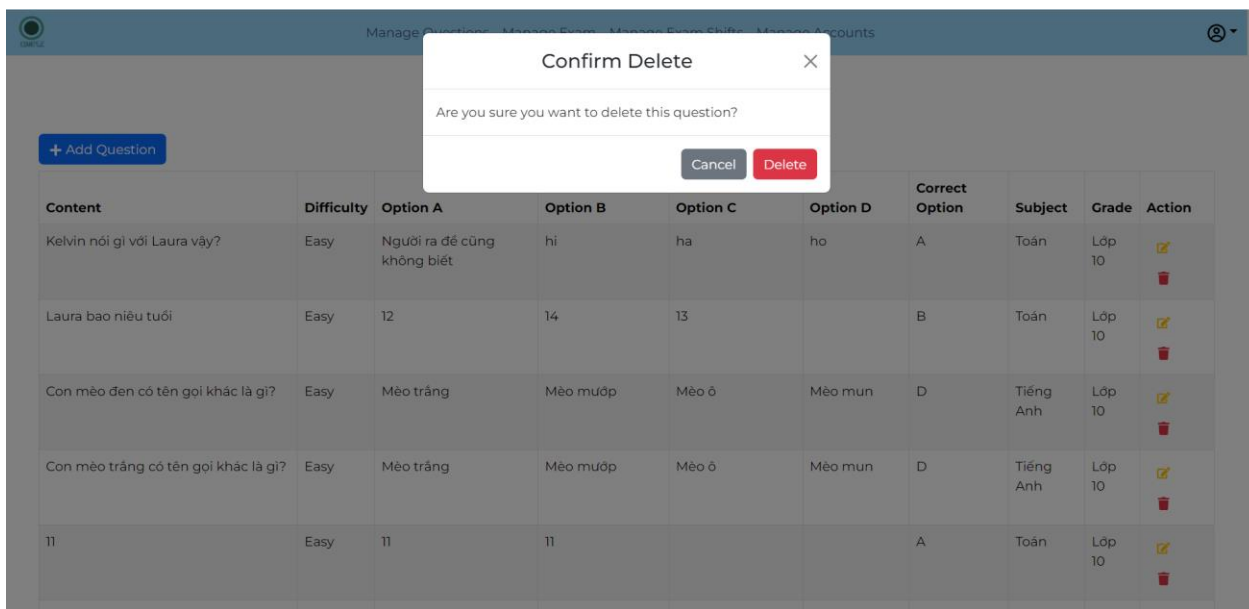 Manage Questions Manage Exam Manage Exam Shifts Manage Accounts
Confirm Delete
Are you sure you want to delete this question?
Cancel Delete
+ Add Question
Content Difficulty Option A Option B Option C Option D Correct Option Subject Grade Action
Kelvin nói gì với Laura vậy? Easy Người ra đề cũng không biết hi ha ho A Toán Lớp 10
Laura bao niêu tuổi Easy 12 14 13 B Toán Lớp 10
Con mèo đen có tên gọi khác là gì? Easy Mèo trắng Mèo mướp Mèo ô Mèo mun D Tiếng Anh Lớp 10
Con mèo trắng có tên gọi khác là gì? Easy Mèo trắng Mèo mướp Mèo ô Mèo mun D Tiếng Anh Lớp 10
11 Easy 11 11 A Toán Lớp 10